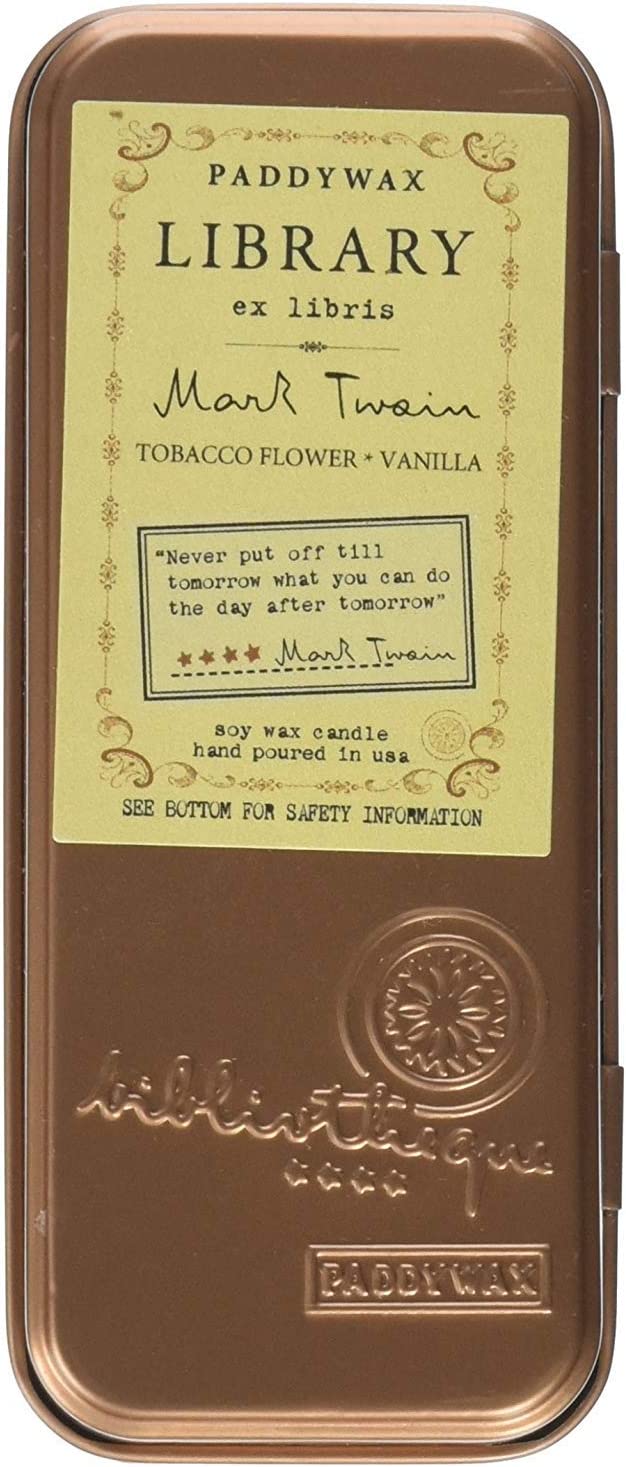 PADDYWAX
LIBRARY
ex libris
Mark Twain
TOBACCO FLOWER * VANILLA
"Never put off till
tomorrow what you can do
the day after tomorrow"
Mark Twain
soy wax candle
hand poured in usa
SEE BOTTOM FOR SAFETY INFORMATION
bibliotheque
PADDYWAX